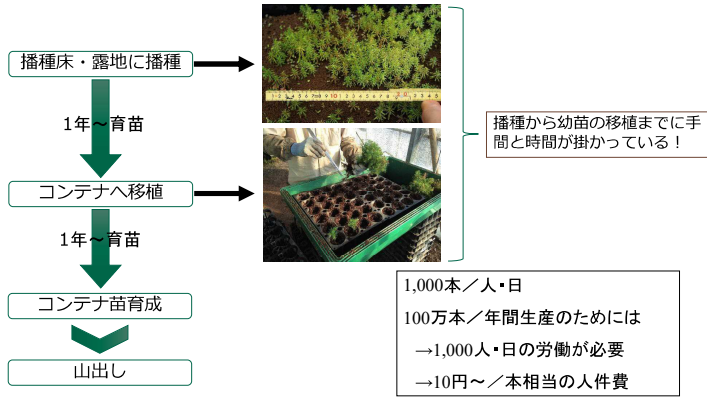 播種床・露地に播種
1年～育苗
コンテナへ移植
1年～育苗
コンテナ苗育成
山出し
播種から幼苗の移植までに手
間と時間が掛かっている！
1,000本／人・日
100万本／年間生産のためには
→1,000人・日の労働が必要
→10円～／本相当の人件費